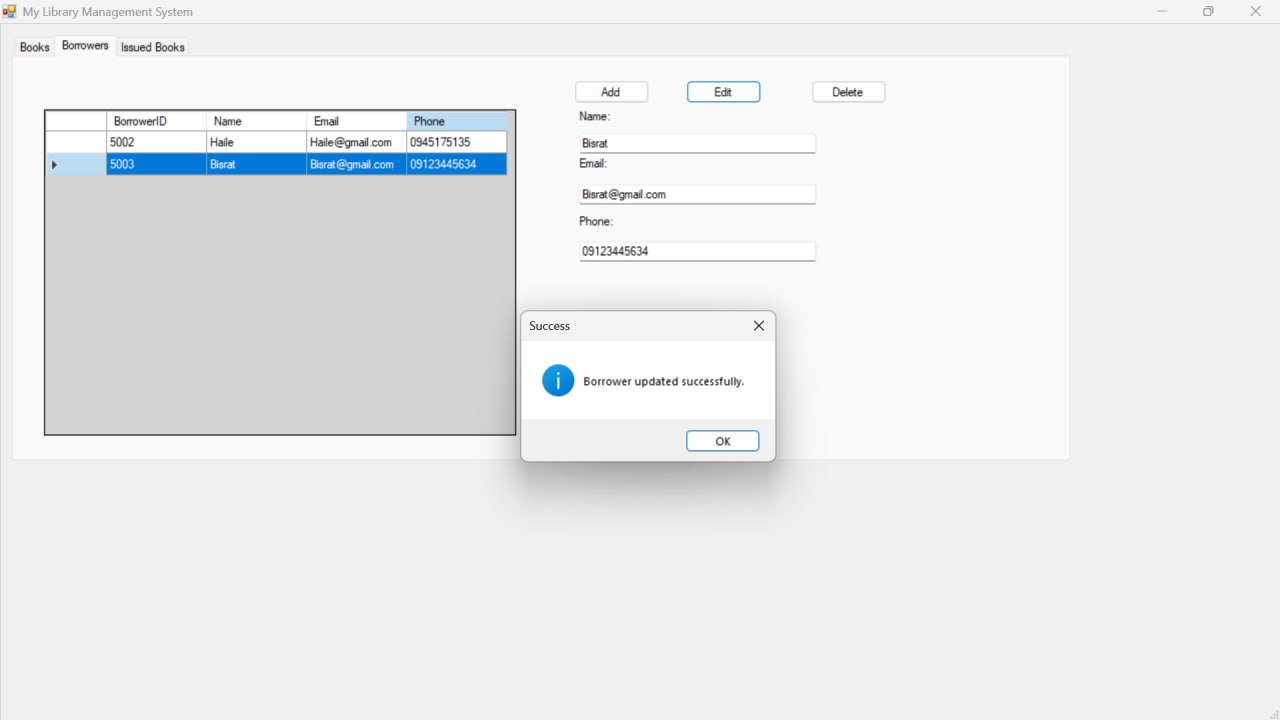 My Library Management System
Books Borrowers Issued Books
Add Edit Delete
BorrowerID Name Email Phone
5002 Haile Haile@gmail.com 0945175135
5003 Bisrat Bisrat@gmail.com 09123445634
Name:
Bisrat
Email:
Bisrat@gmail.com
Phone:
09123445634
Success
Borrower updated successfully.
OK